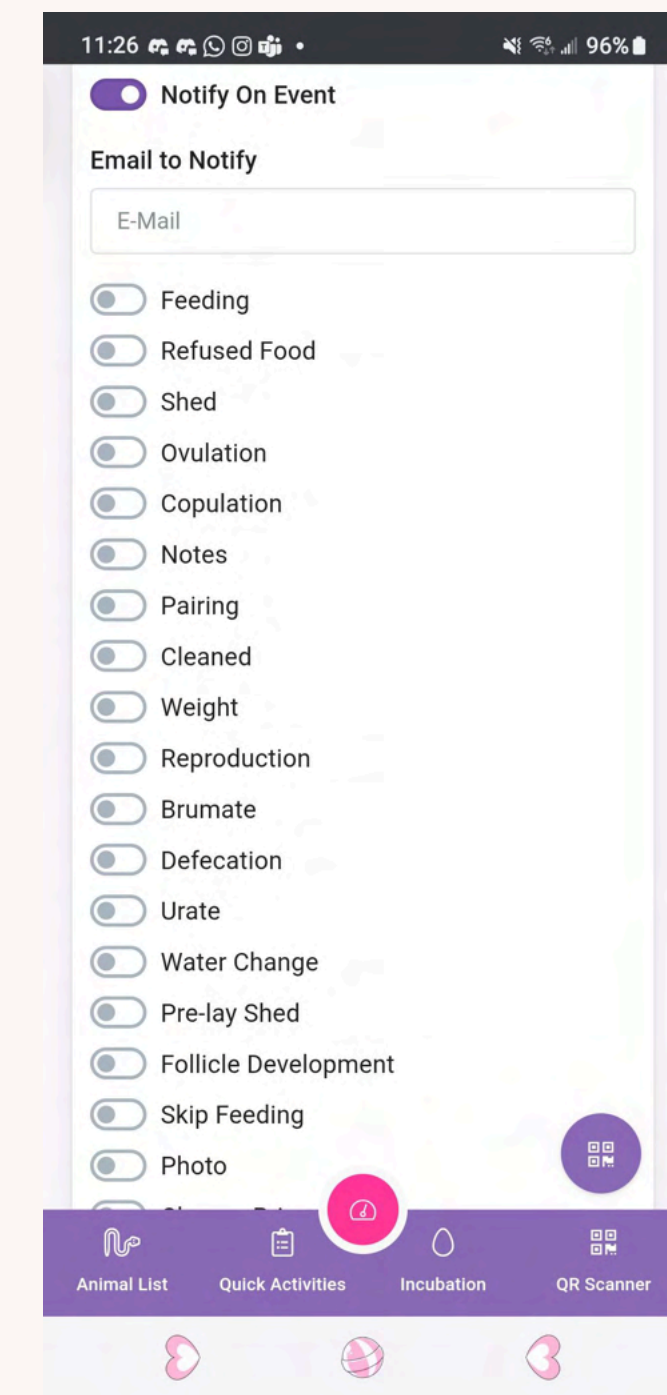 11:26 96%
Notify On Event
Email to Notify
E-Mail
Feeding
Refused Food
Shed
Ovulation
Copulation
Notes
Pairing
Cleaned
Weight
Reproduction
Brumate
Defecation
Urate
Water Change
Pre-lay Shed
Follicle Development
Skip Feeding
Photo
Animal List Quick Activities Incubation QR Scanner